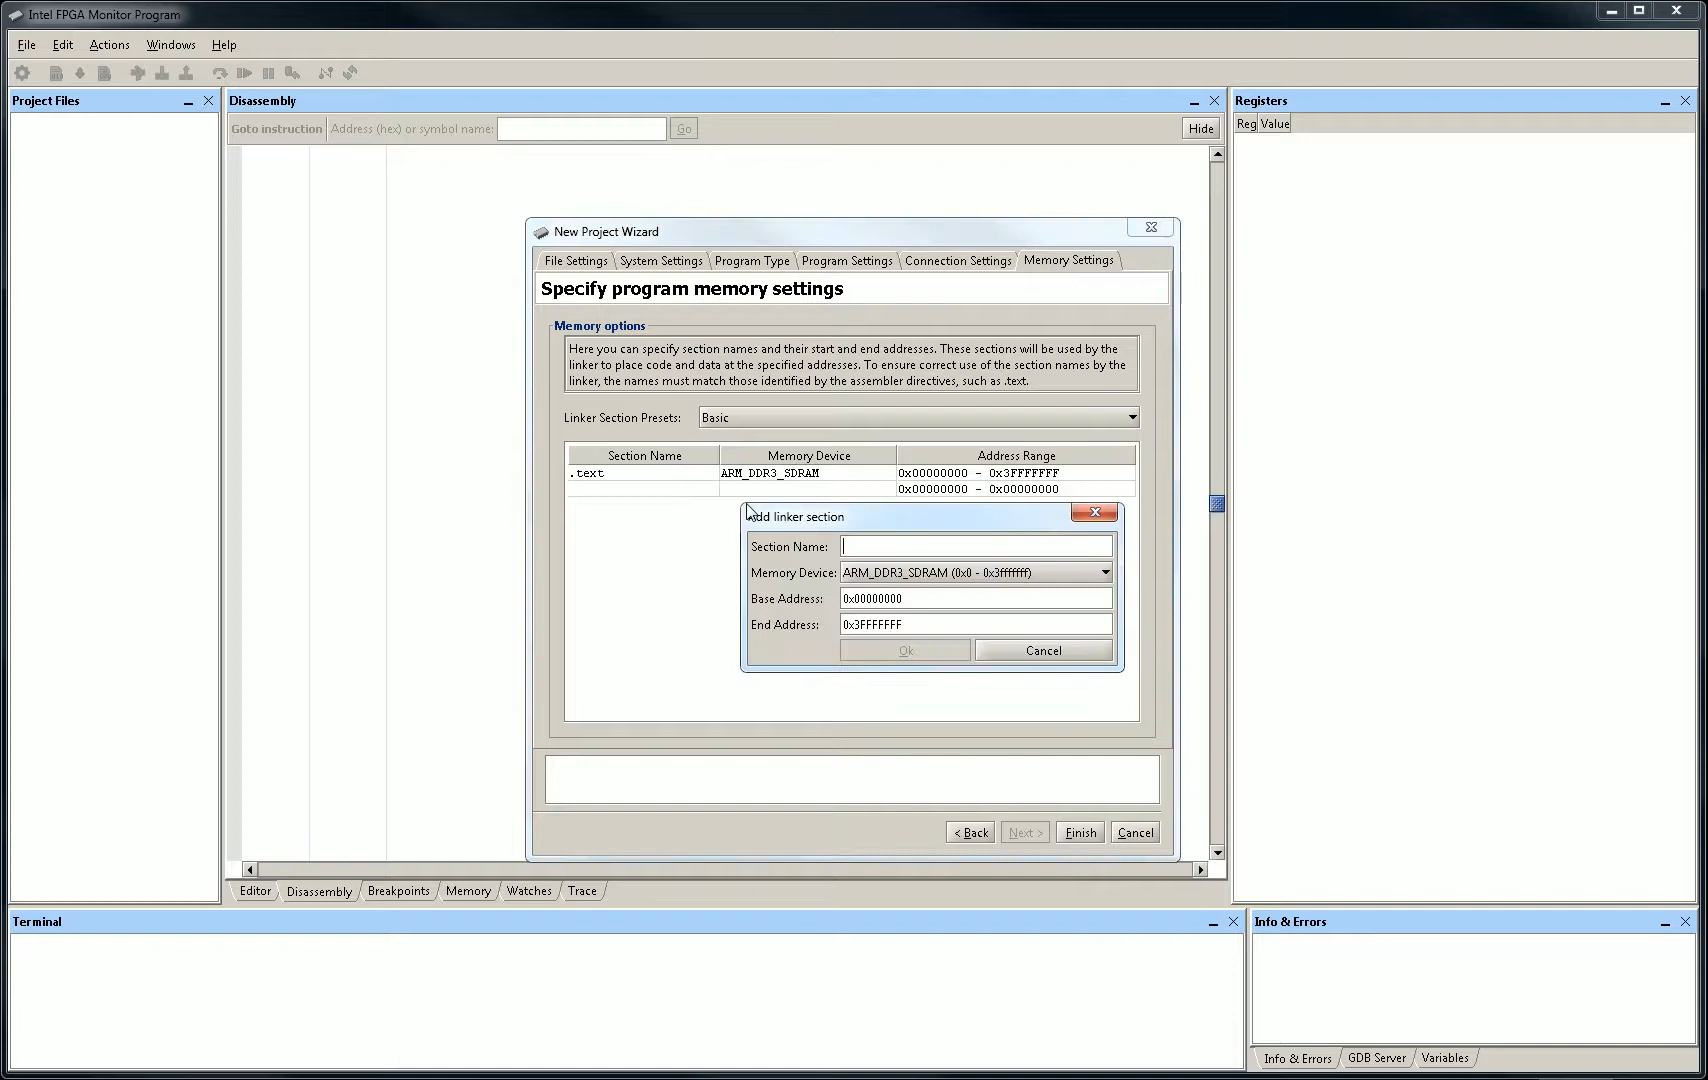 Intel FPGA Monitor Program
File Edit Actions Windows Help
Project Files
Disassembly
Registers
Goto instruction Address (hex) or symbol name: Go Hide
Reg Value
New Project Wizard
File Settings System Settings Program Type Program Settings Connection Settings Memory Settings
Specify program memory settings
Memory options
Here you can specify section names and their start and end addresses. These sections will be used by the
linker to place code and data at the specified addresses. To ensure correct use of the section names by the
linker, the names must match those identified by the assembler directives, such as .text.
Linker Section Presets: Basic
Section Name Memory Device Address Range
.text ARM_DDR3_SDRAM 0x00000000 - 0x3FFFFFFF
0x00000000 - 0x00000000
Add linker section
Section Name:
Memory Device: ARM_DDR3_SDRAM (0x0 - 0x3fffffff)
Base Address: 0x00000000
End Address: 0x3FFFFFFF
Ok Cancel
< Back Next > Finish Cancel
Editor Disassembly Breakpoints Memory Watches Trace
Terminal
Info & Errors
Info & Errors GDB Server Variables